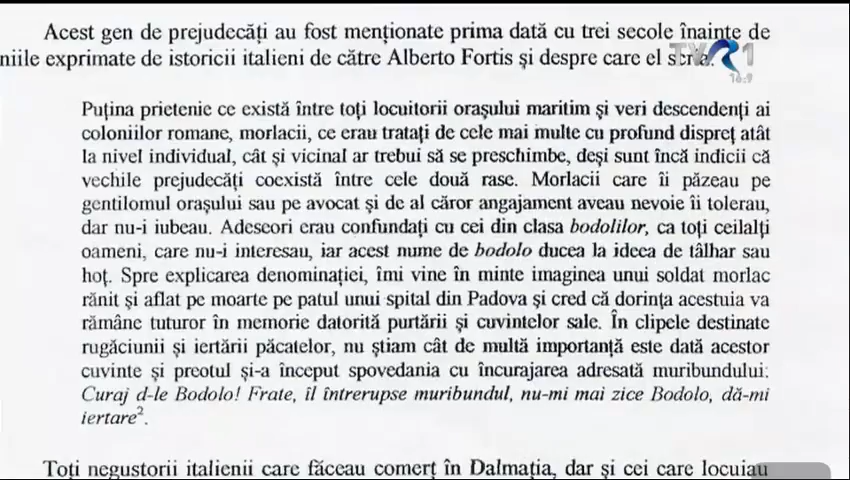 Acest gen de prejudecăți au fost menționate prima dată cu trei secole înainte de
niile exprimate de istoricii italieni de către Alberto Fortis și despre care el scria:
TVR1
16:9
Puțina prietenie ce există între toți locuitorii orașului maritim și veri descendenți ai
coloniilor romane, morlacii, ce erau tratați de cele mai multe cu profund dispreț atât
la nivel individual, cât și vicinal ar trebui să se preschimbe, deși sunt încă indicii că
vechile prejudecăți coexistă între cele două rase. Morlacii care îi păzeau pe
gentilomul orașului sau pe avocat și de al căror angajament aveau nevoie îi tolerau,
dar nu-i iubeau. Adeseori erau confundați cu cei din clasa bodolilor, ca toți ceilalți
oameni, care nu-i interesau, iar acest nume de bodolo ducea la ideca de tâlhar sau
hoț. Spre explicarea denominației, îmi vine în minte imaginea unui soldat morlac
rănit și aflat pe moarte pe patul unui spital din Padova și cred că dorința acestuia va
rămâne tuturor în memorie datorită purtării și cuvintelor sale. În clipele destinate
rugăciunii și iertării păcatelor, nu știam cât de multă importanță este dată acestor
cuvinte și preotul și-a început spovedania cu încurajarea adresată muribundului:
Curaj d-le Bodolo! Frate, îl întrerupse muribundul, nu-mi mai zice Bodolo, dă-mi
iertare².
Toți negustorii italienii care făceau comerț în Dalmația, dar și cei care locuiau